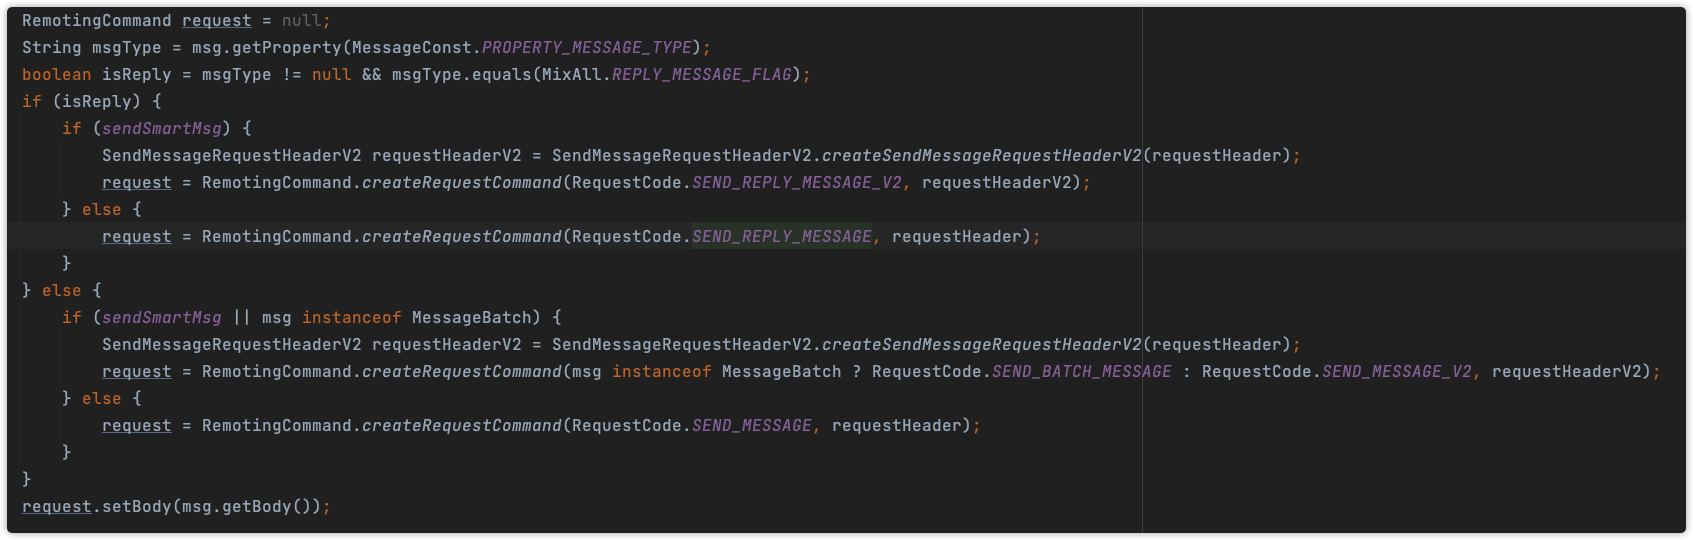 RemotingCommand request = null;
String msgType = msg.getProperty(MessageConst.PROPERTY_MESSAGE_TYPE);
boolean isReply = msgType != null && msgType.equals(MixAll.REPLY_MESSAGE_FLAG);
if (isReply) {
    if (sendSmartMsg) {
        SendMessageRequestHeaderV2 requestHeaderV2 = SendMessageRequestHeaderV2.createSendMessageRequestHeaderV2(requestHeader);
        request = RemotingCommand.createRequestCommand(RequestCode.SEND_REPLY_MESSAGE_V2, requestHeaderV2);
    } else {
        request = RemotingCommand.createRequestCommand(RequestCode.SEND_REPLY_MESSAGE, requestHeader);
    }
} else {
    if (sendSmartMsg || msg instanceof MessageBatch) {
        SendMessageRequestHeaderV2 requestHeaderV2 = SendMessageRequestHeaderV2.createSendMessageRequestHeaderV2(requestHeader);
        request = RemotingCommand.createRequestCommand(msg instanceof MessageBatch ? RequestCode.SEND_BATCH_MESSAGE : RequestCode.SEND_MESSAGE_V2, requestHeaderV2);
    } else {
        request = RemotingCommand.createRequestCommand(RequestCode.SEND_MESSAGE, requestHeader);
    }
}
request.setBody(msg.getBody());